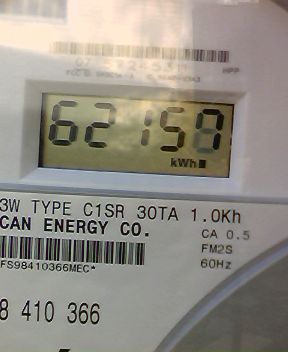 62157
kWh
3W TYPE C1SR 30TA 1.0Kh
CAN ENERGY CO.
CA 0.5
FM2S
60Hz
FS98410366MEC*
8 410 366